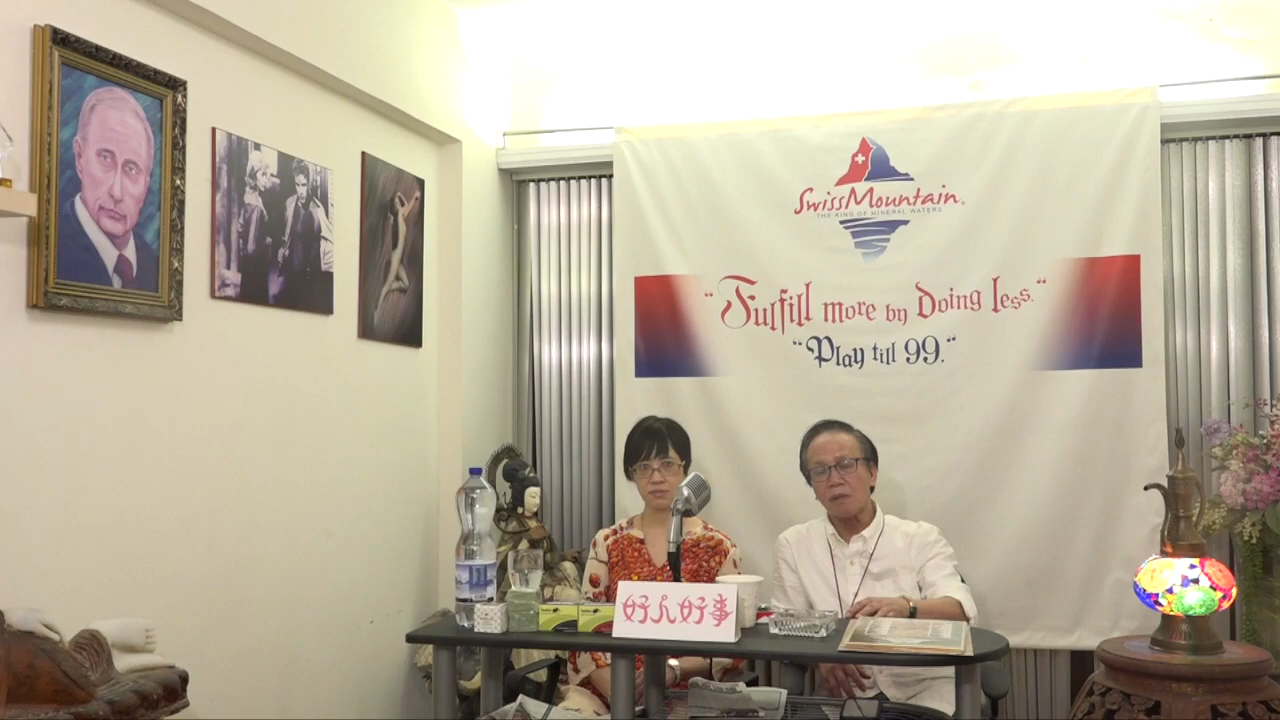 SwissMountain®
THE KING OF MINERAL WATERS
"Fulfill more by Doing less."
"Play till 99."
好人好事